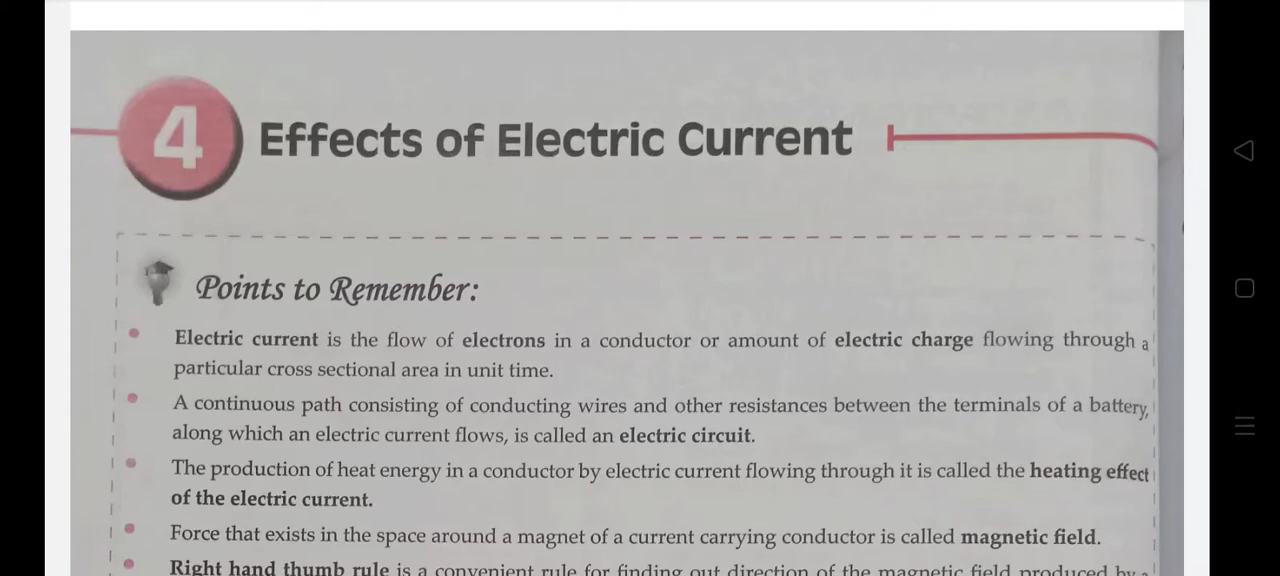 4
Effects of Electric Current
Points to Remember:
Electric current is the flow of electrons in a conductor or amount of electric charge flowing through a
particular cross sectional area in unit time.
A continuous path consisting of conducting wires and other resistances between the terminals of a battery,
along which an electric current flows, is called an electric circuit.
The production of heat energy in a conductor by electric current flowing through it is called the heating effect
of the electric current.
Force that exists in the space around a magnet of a current carrying conductor is called magnetic field.
Right hand thumb rule is a convenient rule for finding out direction of the magnetic field produced by a